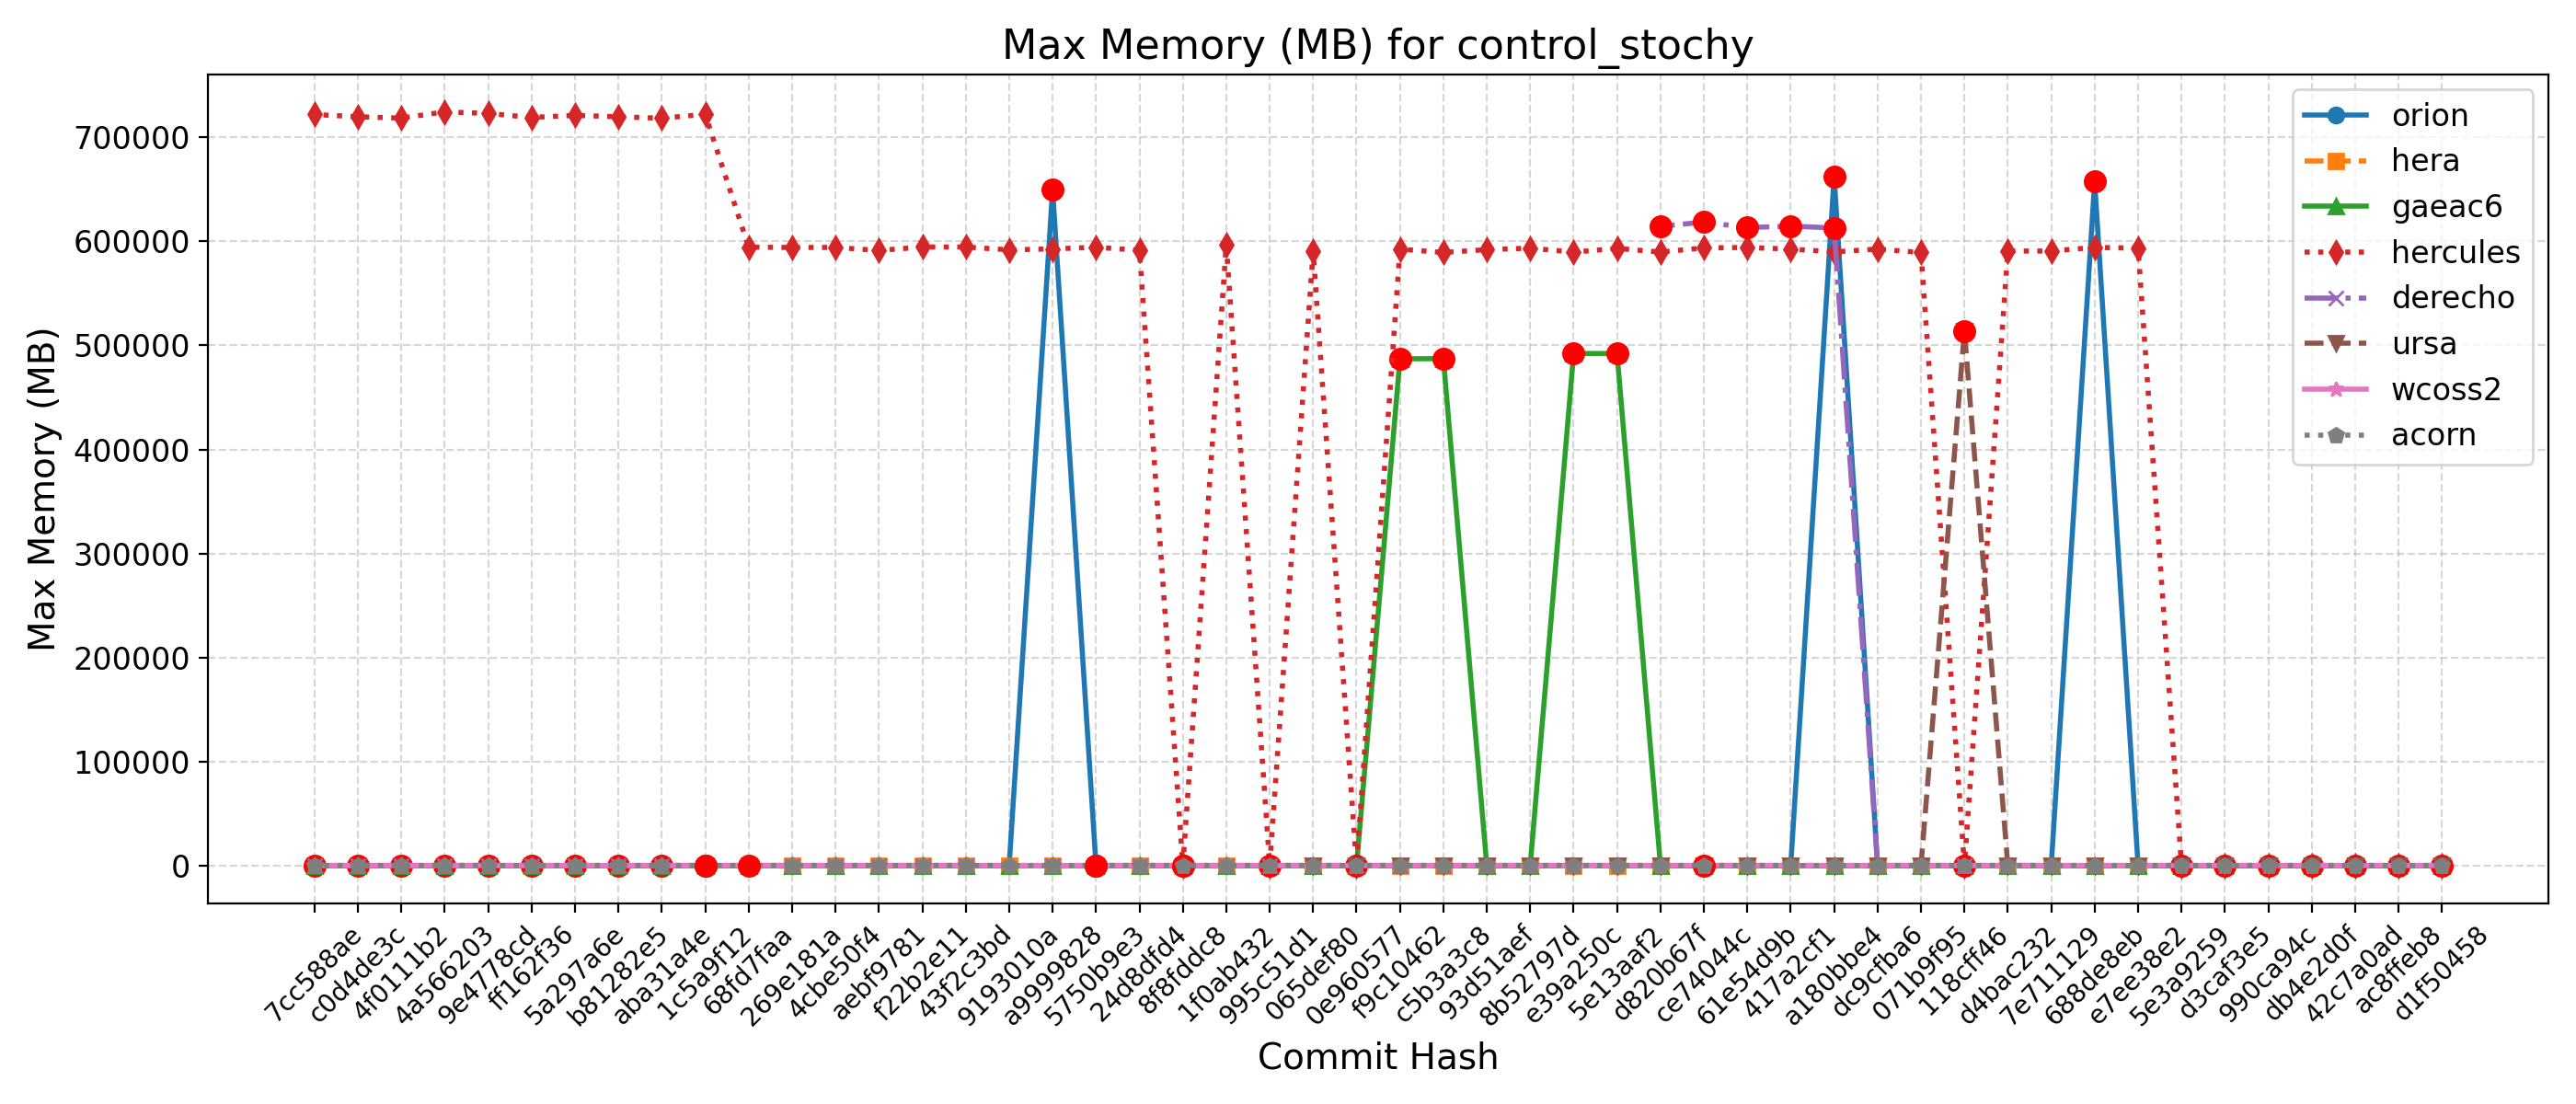 Max Memory (MB) for control_stochy
Max Memory (MB)
700000
600000
500000
400000
300000
200000
100000
0
orion
hera
gaeac6
hercules
derecho
ursa
wcoss2
acorn
7cc588ae
c0d4de3c
4f0111b2
4a566203
9e4778cd
ff162f36
5a297a6e
b81282e5
aba31a4e
1c5a9f12
68fd7faa
269e181a
4cbe50f4
aebf9781
f22b2e11
43f2c3bd
9193010a
a9999828
5750b9e3
24d8dfd4
8f8fddc8
1f0ab432
995c51d1
065def80
0e960577
f9c10462
c5b3a3c8
93d51aef
8b52797d
e39a250c
5e13aaf2
d820b67f
ce74044c
61e54d9b
417a2cf1
a180bbe4
dc9cfba6
071b9f95
118cff46
d4bac232
7e711129
688de8eb
e7ee38e2
5e3a9259
d3caf3e5
990ca94c
db4e2d0f
42c7a0ad
ac8ffeb8
d1f50458
Commit Hash